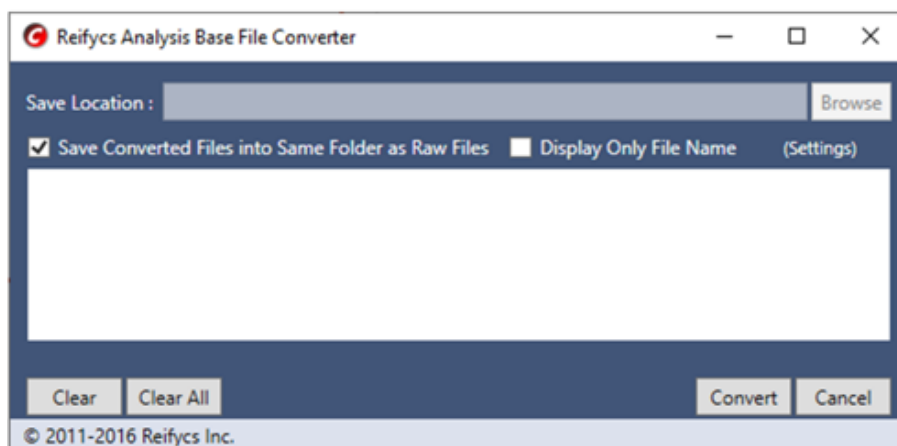 Reifycs Analysis Base File Converter
Save Location : Browse
Save Converted Files into Same Folder as Raw Files Display Only File Name (Settings)
Clear Clear All Convert Cancel
© 2011-2016 Reifycs Inc.